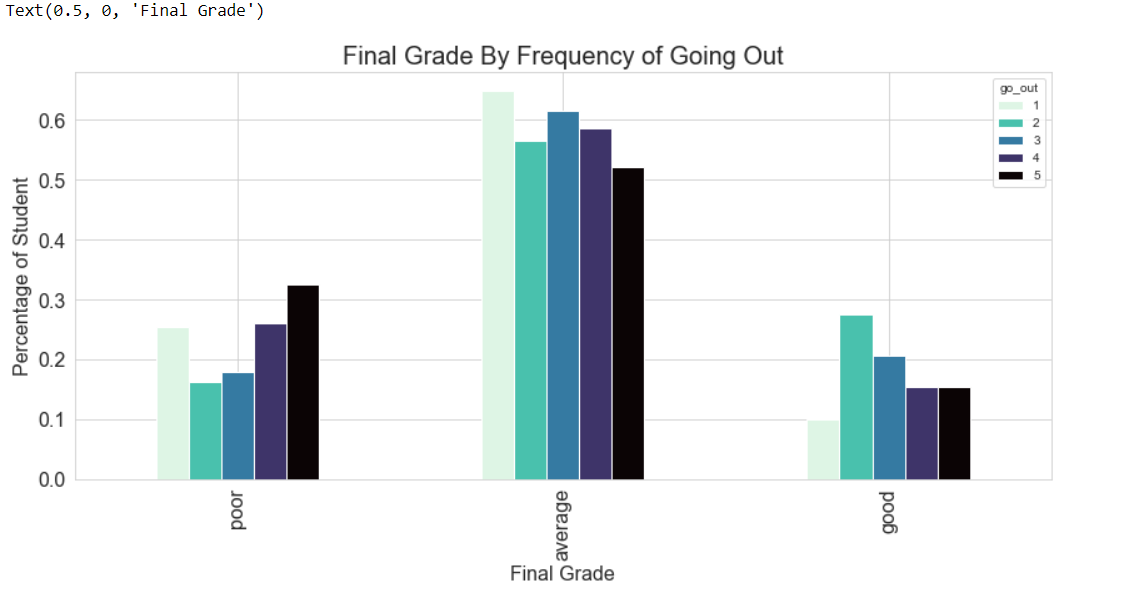 Text(0.5, 0, 'Final Grade')
Final Grade By Frequency of Going Out
go_out
1
2
3
4
5
Percentage of Student
0.6
0.5
0.4
0.3
0.2
0.1
0.0
poor
average
good
Final Grade